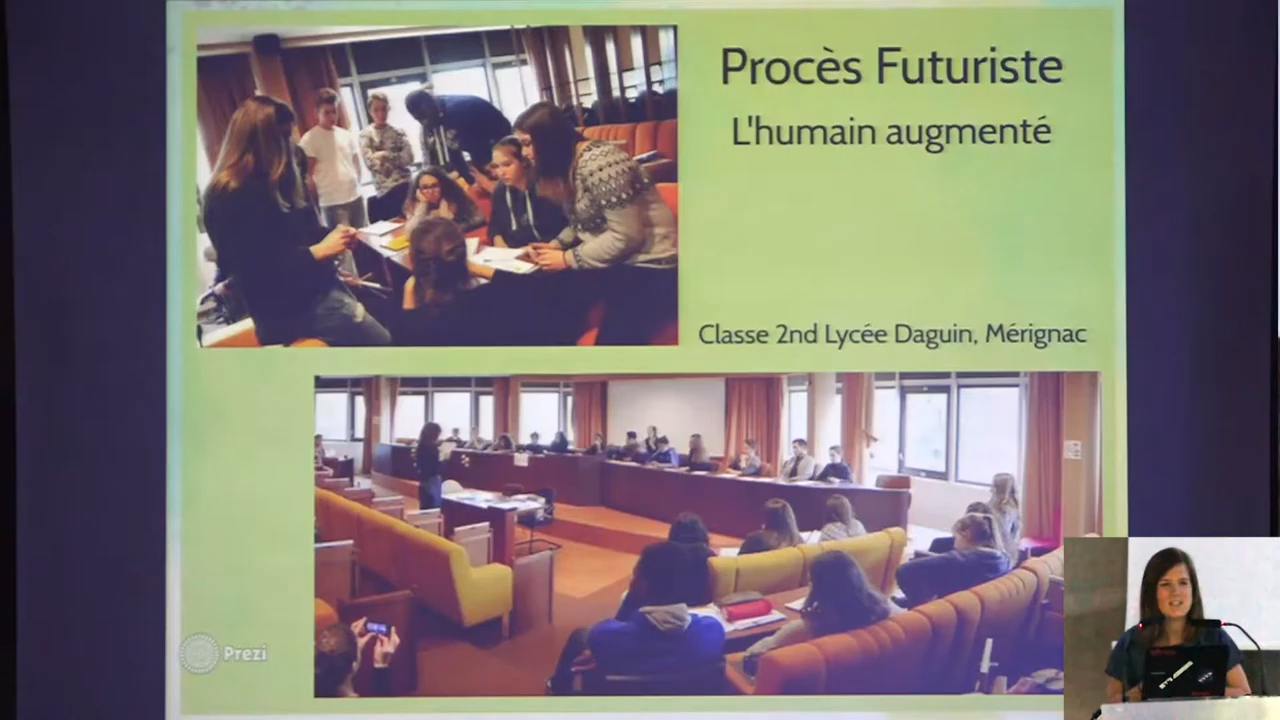 Procès Futuriste
L'humain augmenté
Classe 2nd Lycée Daguin, Mérignac
Prezi